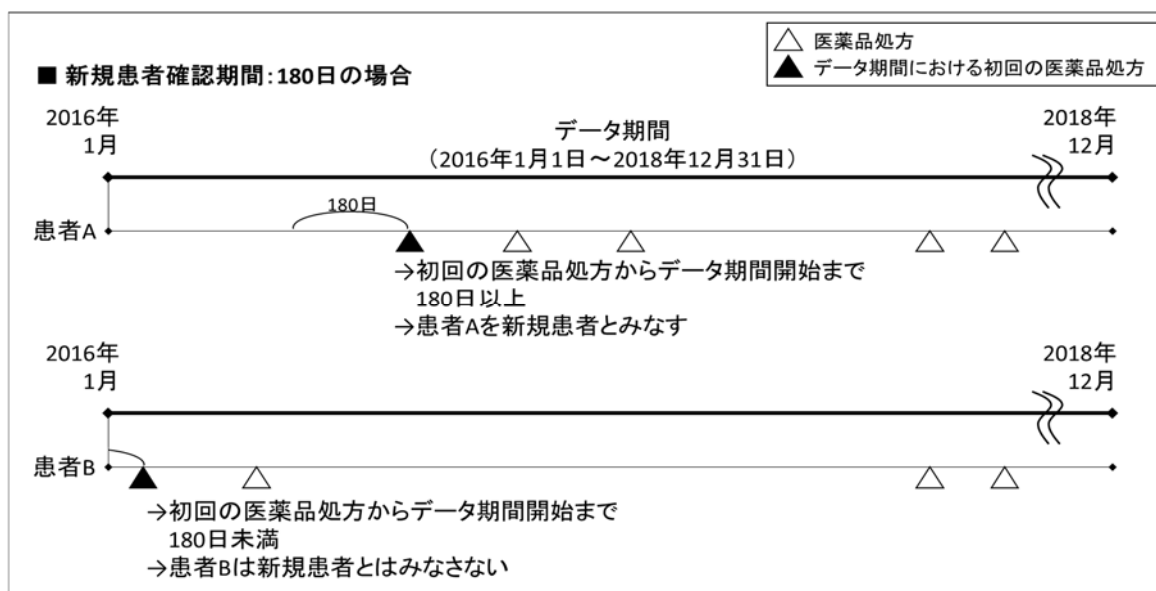 △ 医薬品処方
▲ データ期間における初回の医薬品処方
■ 新規患者確認期間:180日の場合
2016年
1月
データ期間
(2016年1月1日～2018年12月31日)
2018年
12月
180日
患者A
→初回の医薬品処方からデータ期間開始まで
180日以上
→患者Aを新規患者とみなす
2016年
1月
2018年
12月
患者B
→初回の医薬品処方からデータ期間開始まで
180日未満
→患者Bは新規患者とはみなさない